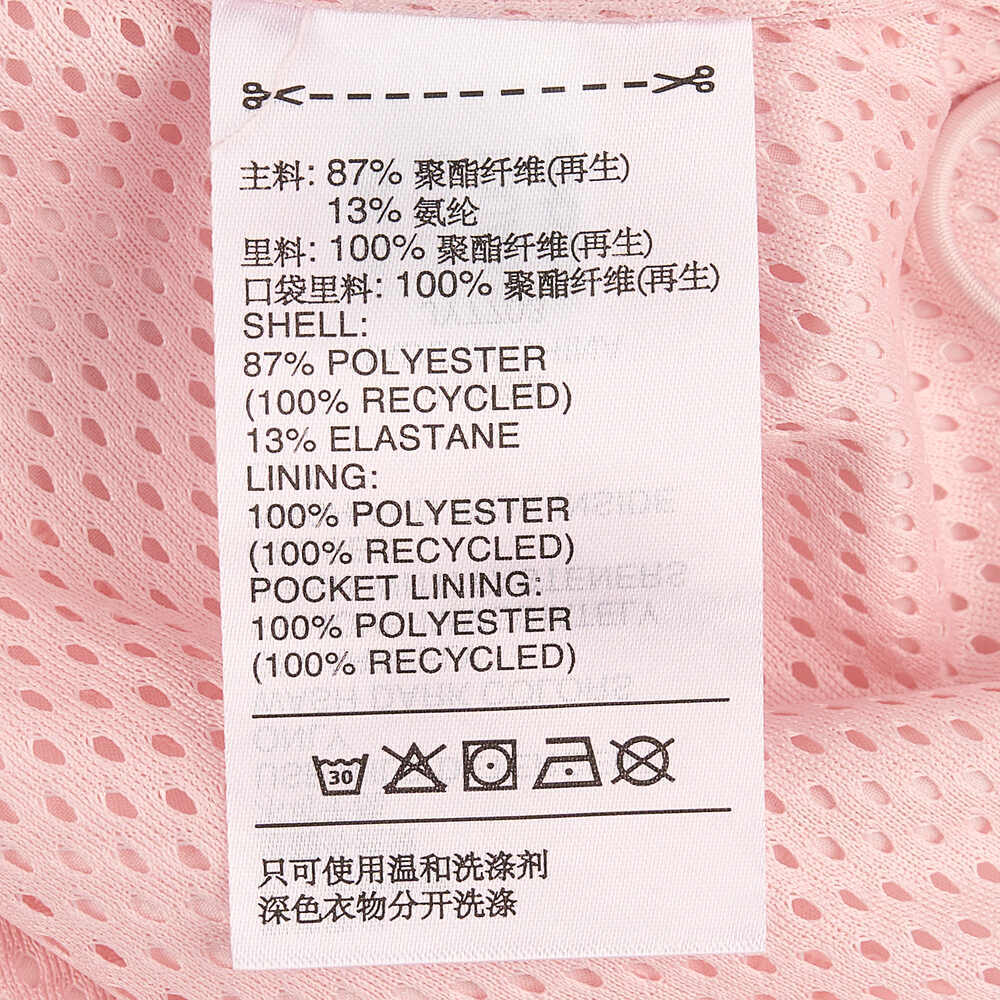 主料: 87% 聚酯纤维(再生)
13% 氨纶
里料: 100% 聚酯纤维(再生)
口袋里料: 100% 聚酯纤维(再生)
SHELL:
87% POLYESTER
(100% RECYCLED)
13% ELASTANE
LINING:
100% POLYESTER
(100% RECYCLED)
POCKET LINING:
100% POLYESTER
(100% RECYCLED)
30
只可使用温和洗涤剂
深色衣物分开洗涤